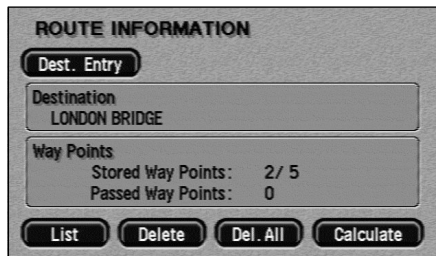 ROUTE INFORMATION
Dest. Entry
Destination
LONDON BRIDGE
Way Points
Stored Way Points: 2/ 5
Passed Way Points: 0
List Delete Del. All Calculate